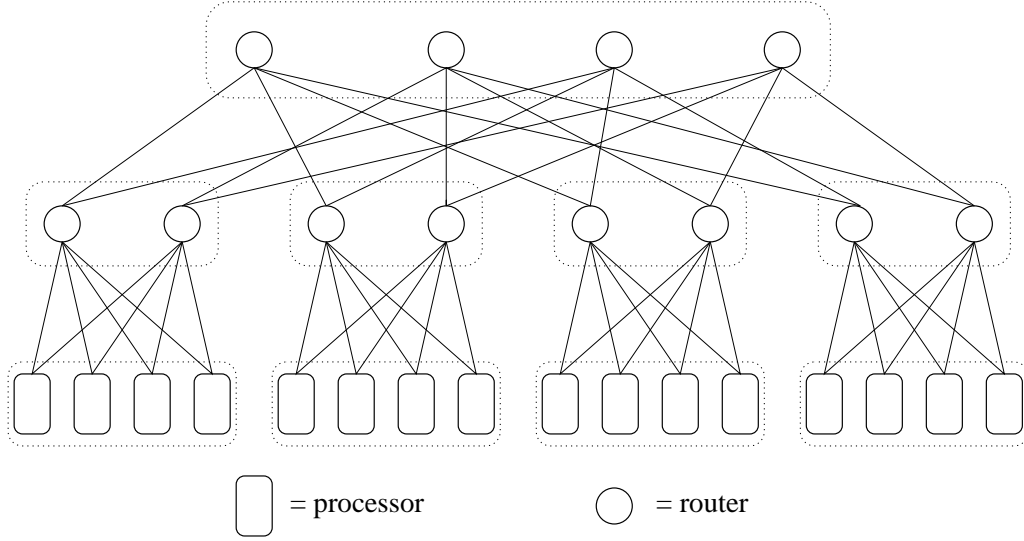 = processor
= router